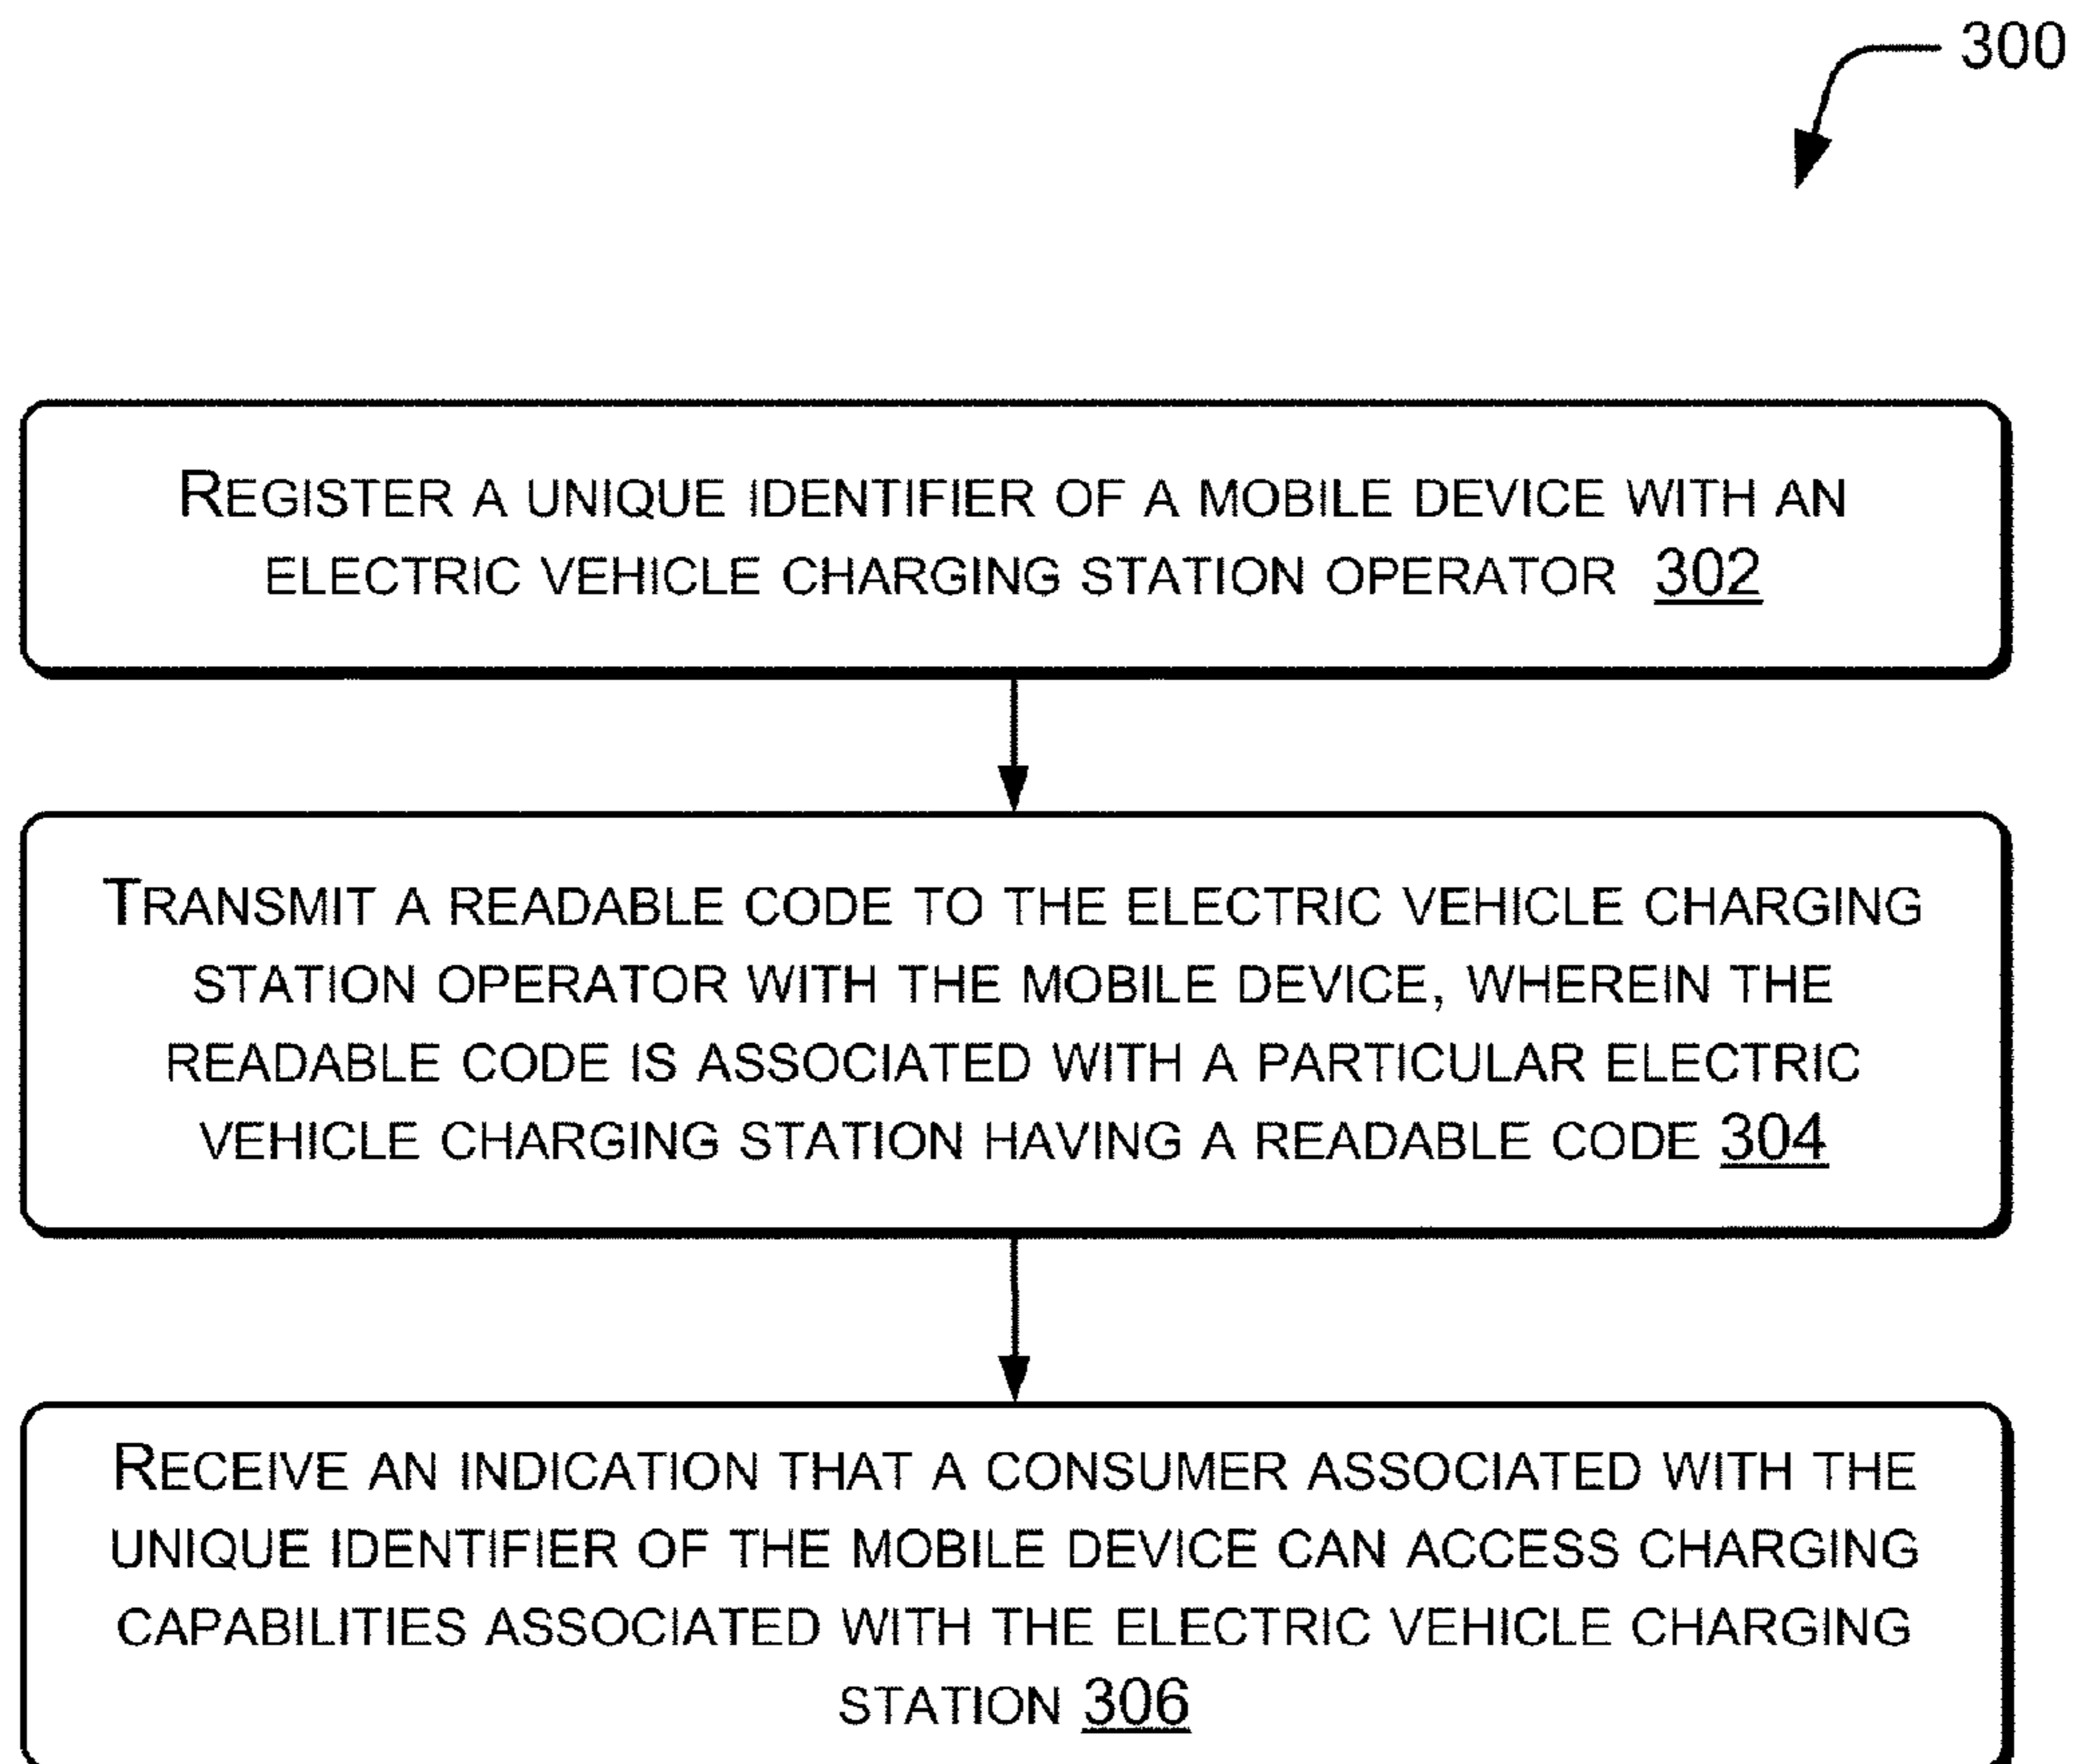 300
REGISTER A UNIQUE IDENTIFIER OF A MOBILE DEVICE WITH AN
ELECTRIC VEHICLE CHARGING STATION OPERATOR 302
TRANSMIT A READABLE CODE TO THE ELECTRIC VEHICLE CHARGING
STATION OPERATOR WITH THE MOBILE DEVICE, WHEREIN THE
READABLE CODE IS ASSOCIATED WITH A PARTICULAR ELECTRIC
VEHICLE CHARGING STATION HAVING A READABLE CODE 304
RECEIVE AN INDICATION THAT A CONSUMER ASSOCIATED WITH THE
UNIQUE IDENTIFIER OF THE MOBILE DEVICE CAN ACCESS CHARGING
CAPABILITIES ASSOCIATED WITH THE ELECTRIC VEHICLE CHARGING
STATION 306